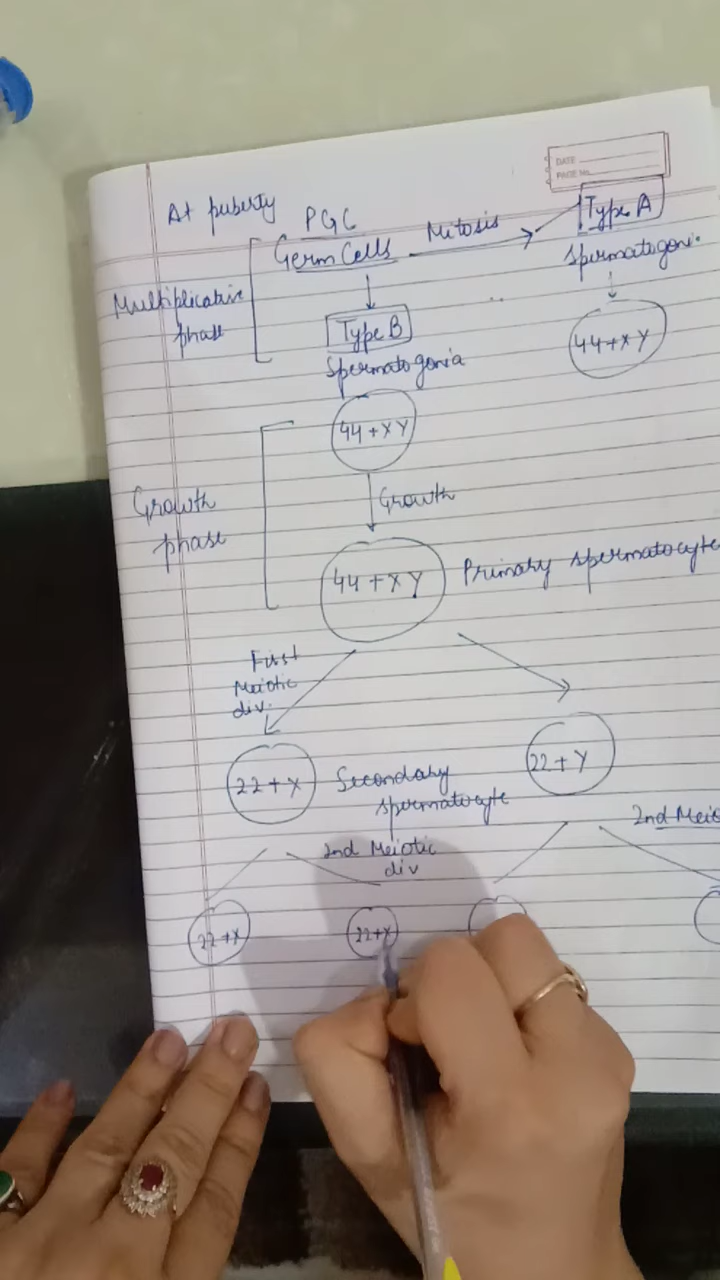 DATE
PAGE No.
At puberty
PGC
Germ Cells
Mitosis
Type A
Spermatogoni
Multiplicative
phase
Type B
Spermatogonia
44+XY
44+XY
Growth
phase
Growth
44+XY
Primary spermatocyte
First
Meiotic
div.
22+X
Secondary
spermatocyte
22+Y
2nd Meiotic
div
2nd Meio
22+X
22+X